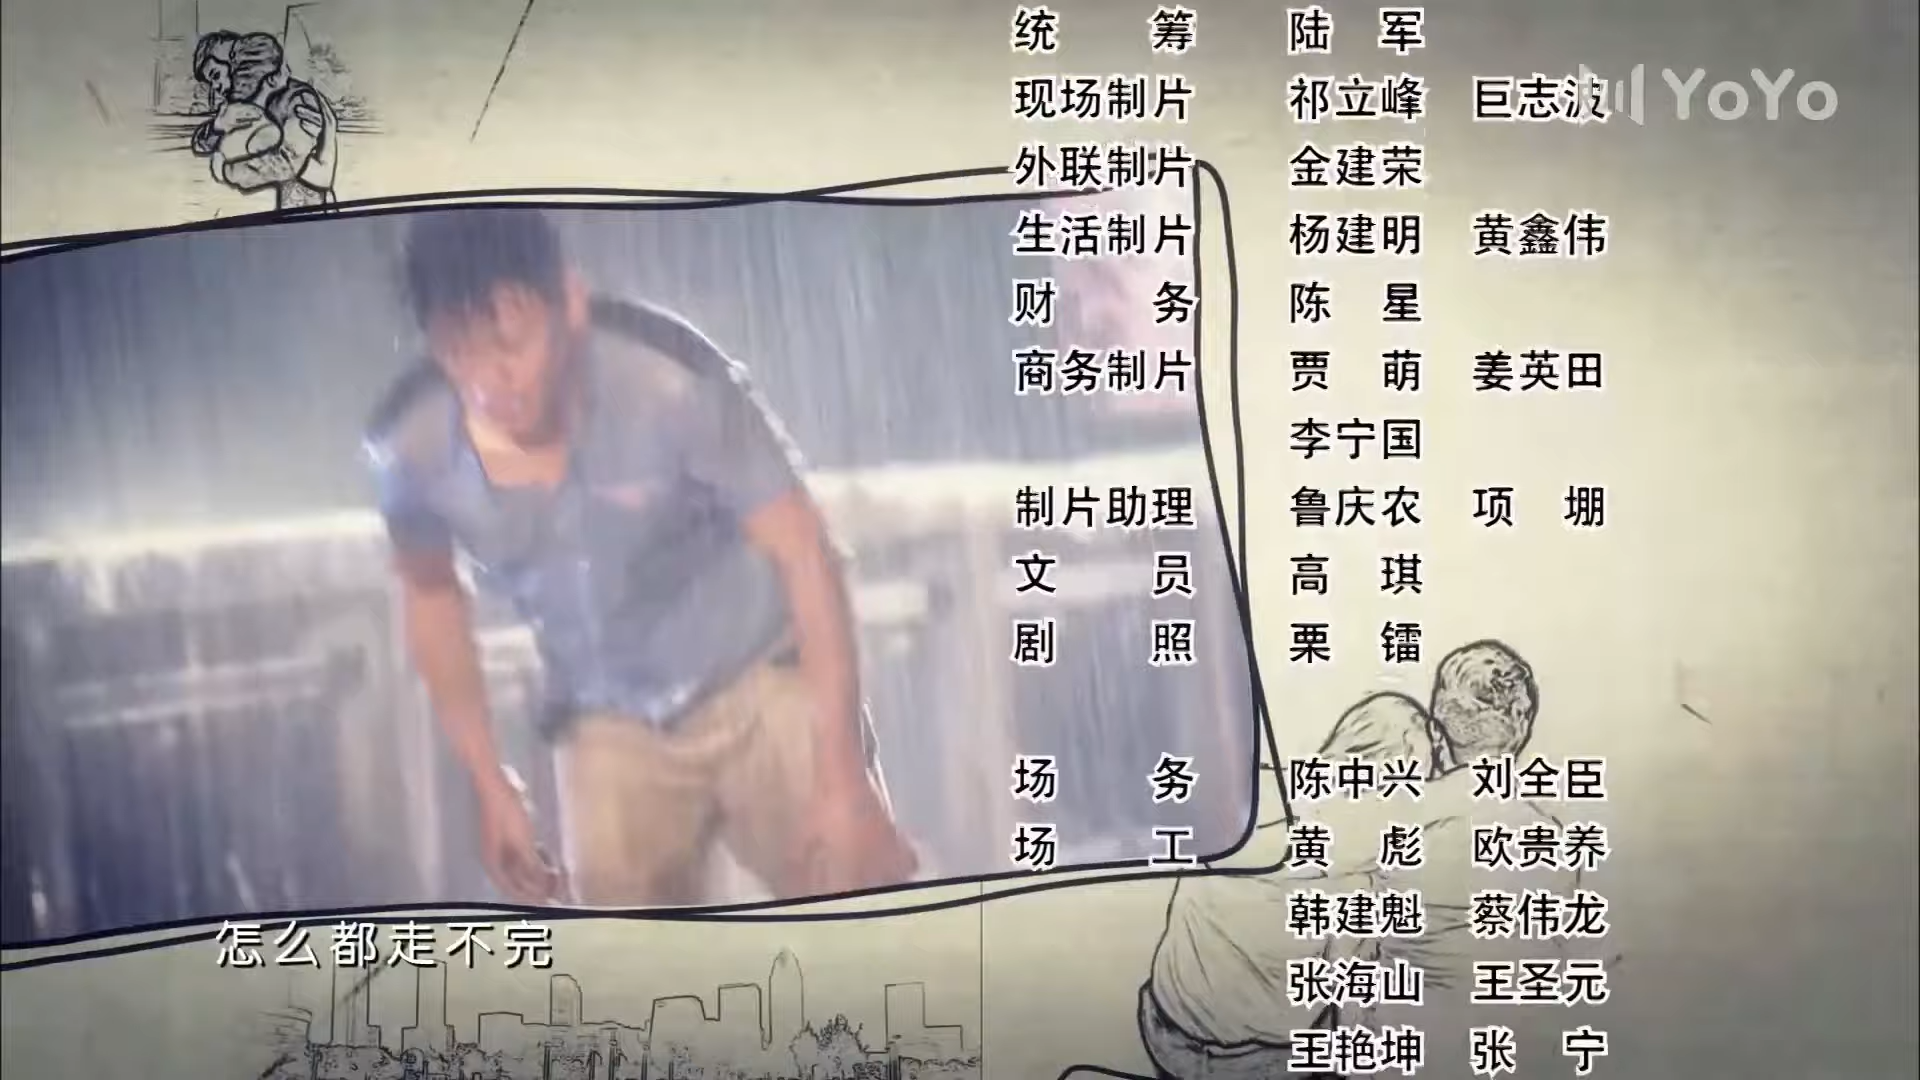 统筹 陆军
现场制片 祁立峰 巨志波
YoYo
外联制片 金建荣
生活制片 杨建明 黄鑫伟
财务 陈星
商务制片 贾萌 姜英田
李宁国
制片助理 鲁庆农 项堋
文员 高琪
剧照 栗镭
场务 陈中兴 刘全臣
场工 黄彪 欧贵养
韩建魁 蔡伟龙
怎么都走不完
张海山 王圣元
王艳坤 张宁